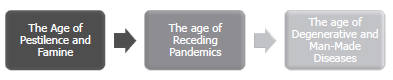 The Age of
Pestilence and
Famine
The age of
Receding
Pandemics
The age of
Degenerative and
Man-Made
Diseases